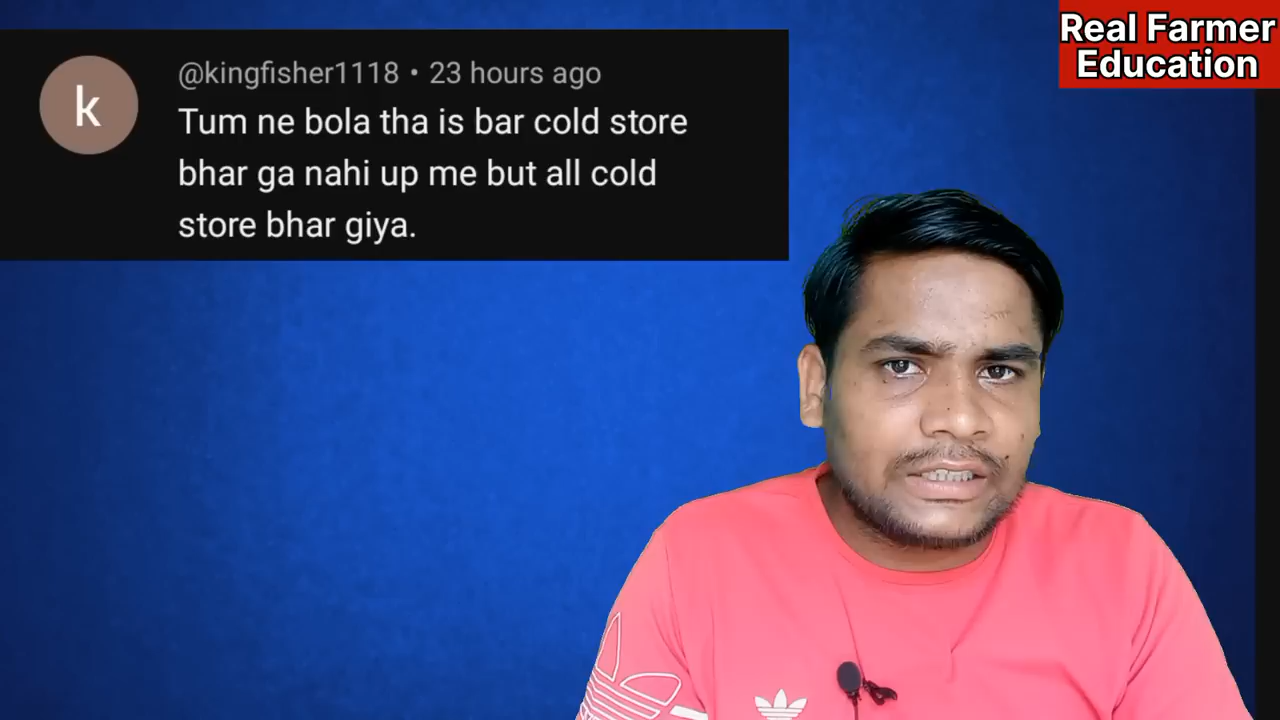 Real Farmer
Education
k
@kingfisher1118 • 23 hours ago
Tum ne bola tha is bar cold store
bhar ga nahi up me but all cold
store bhar giya.